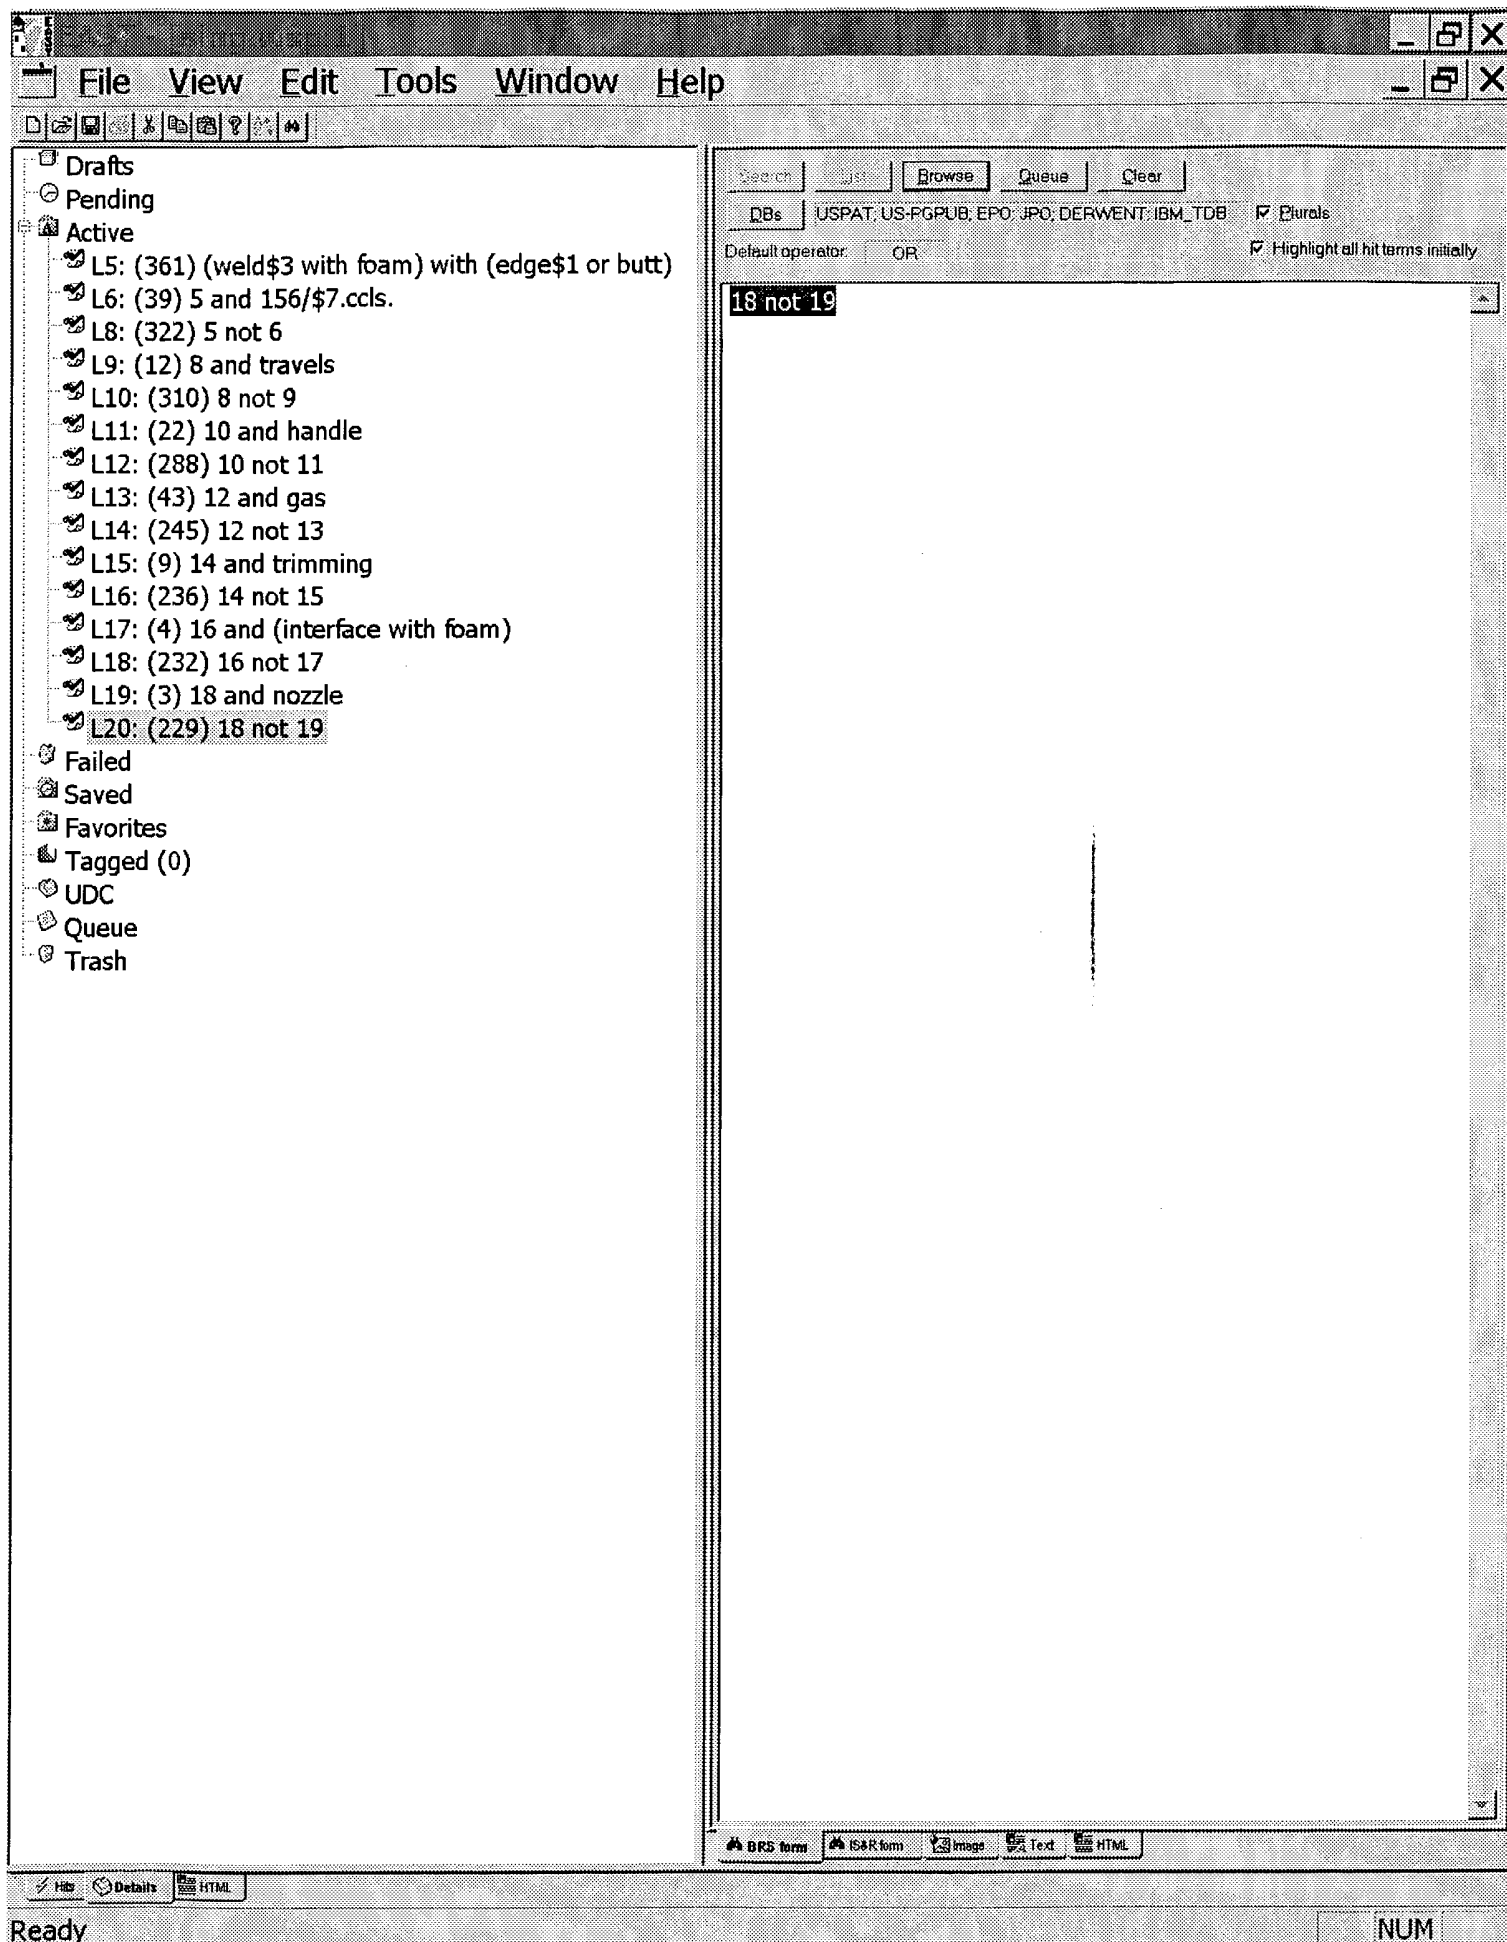 File View Edit Tools Window Help
Drafts
Pending
Active
L5: (361) (weld$3 with foam) with (edge$1 or butt)
L6: (39) 5 and 156/$7.ccls.
L8: (322) 5 not 6
L9: (12) 8 and travels
L10: (310) 8 not 9
L11: (22) 10 and handle
L12: (288) 10 not 11
L13: (43) 12 and gas
L14: (245) 12 not 13
L15: (9) 14 and trimming
L16: (236) 14 not 15
L17: (4) 16 and (interface with foam)
L18: (232) 16 not 17
L19: (3) 18 and nozzle
L20: (229) 18 not 19
Failed
Saved
Favorites
Tagged (0)
UDC
Queue
Trash
Search List Browse Queue Clear
DBs USPAT; US-PGPUB; EPO; JPO; DERWENT; IBM_TDB Plurals
Default operator: OR Highlight all hit terms initially
18 not 19
BRS form IS&R form Image Text HTML
Hits Details HTML
Ready NUM